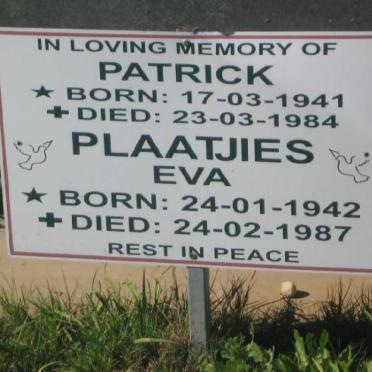 IN LOVING MEMORY OF
PATRICK
★ BORN: 17-03-1941
✚ DIED: 23-03-1984
PLAATJIES
EVA
★ BORN: 24-01-1942
✚ DIED: 24-02-1987
REST IN PEACE